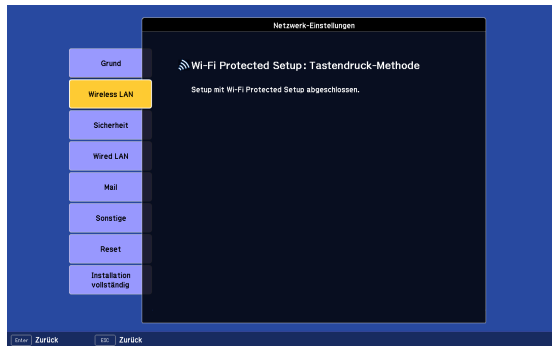 Netzwerk-Einstellungen
Grund
Wireless LAN
Sicherheit
Wired LAN
Mail
Sonstige
Reset
Installation
vollständig
Wi-Fi Protected Setup: Tastendruck-Methode
Setup mit Wi-Fi Protected Setup abgeschlossen.
Enter Zurück ESC Zurück